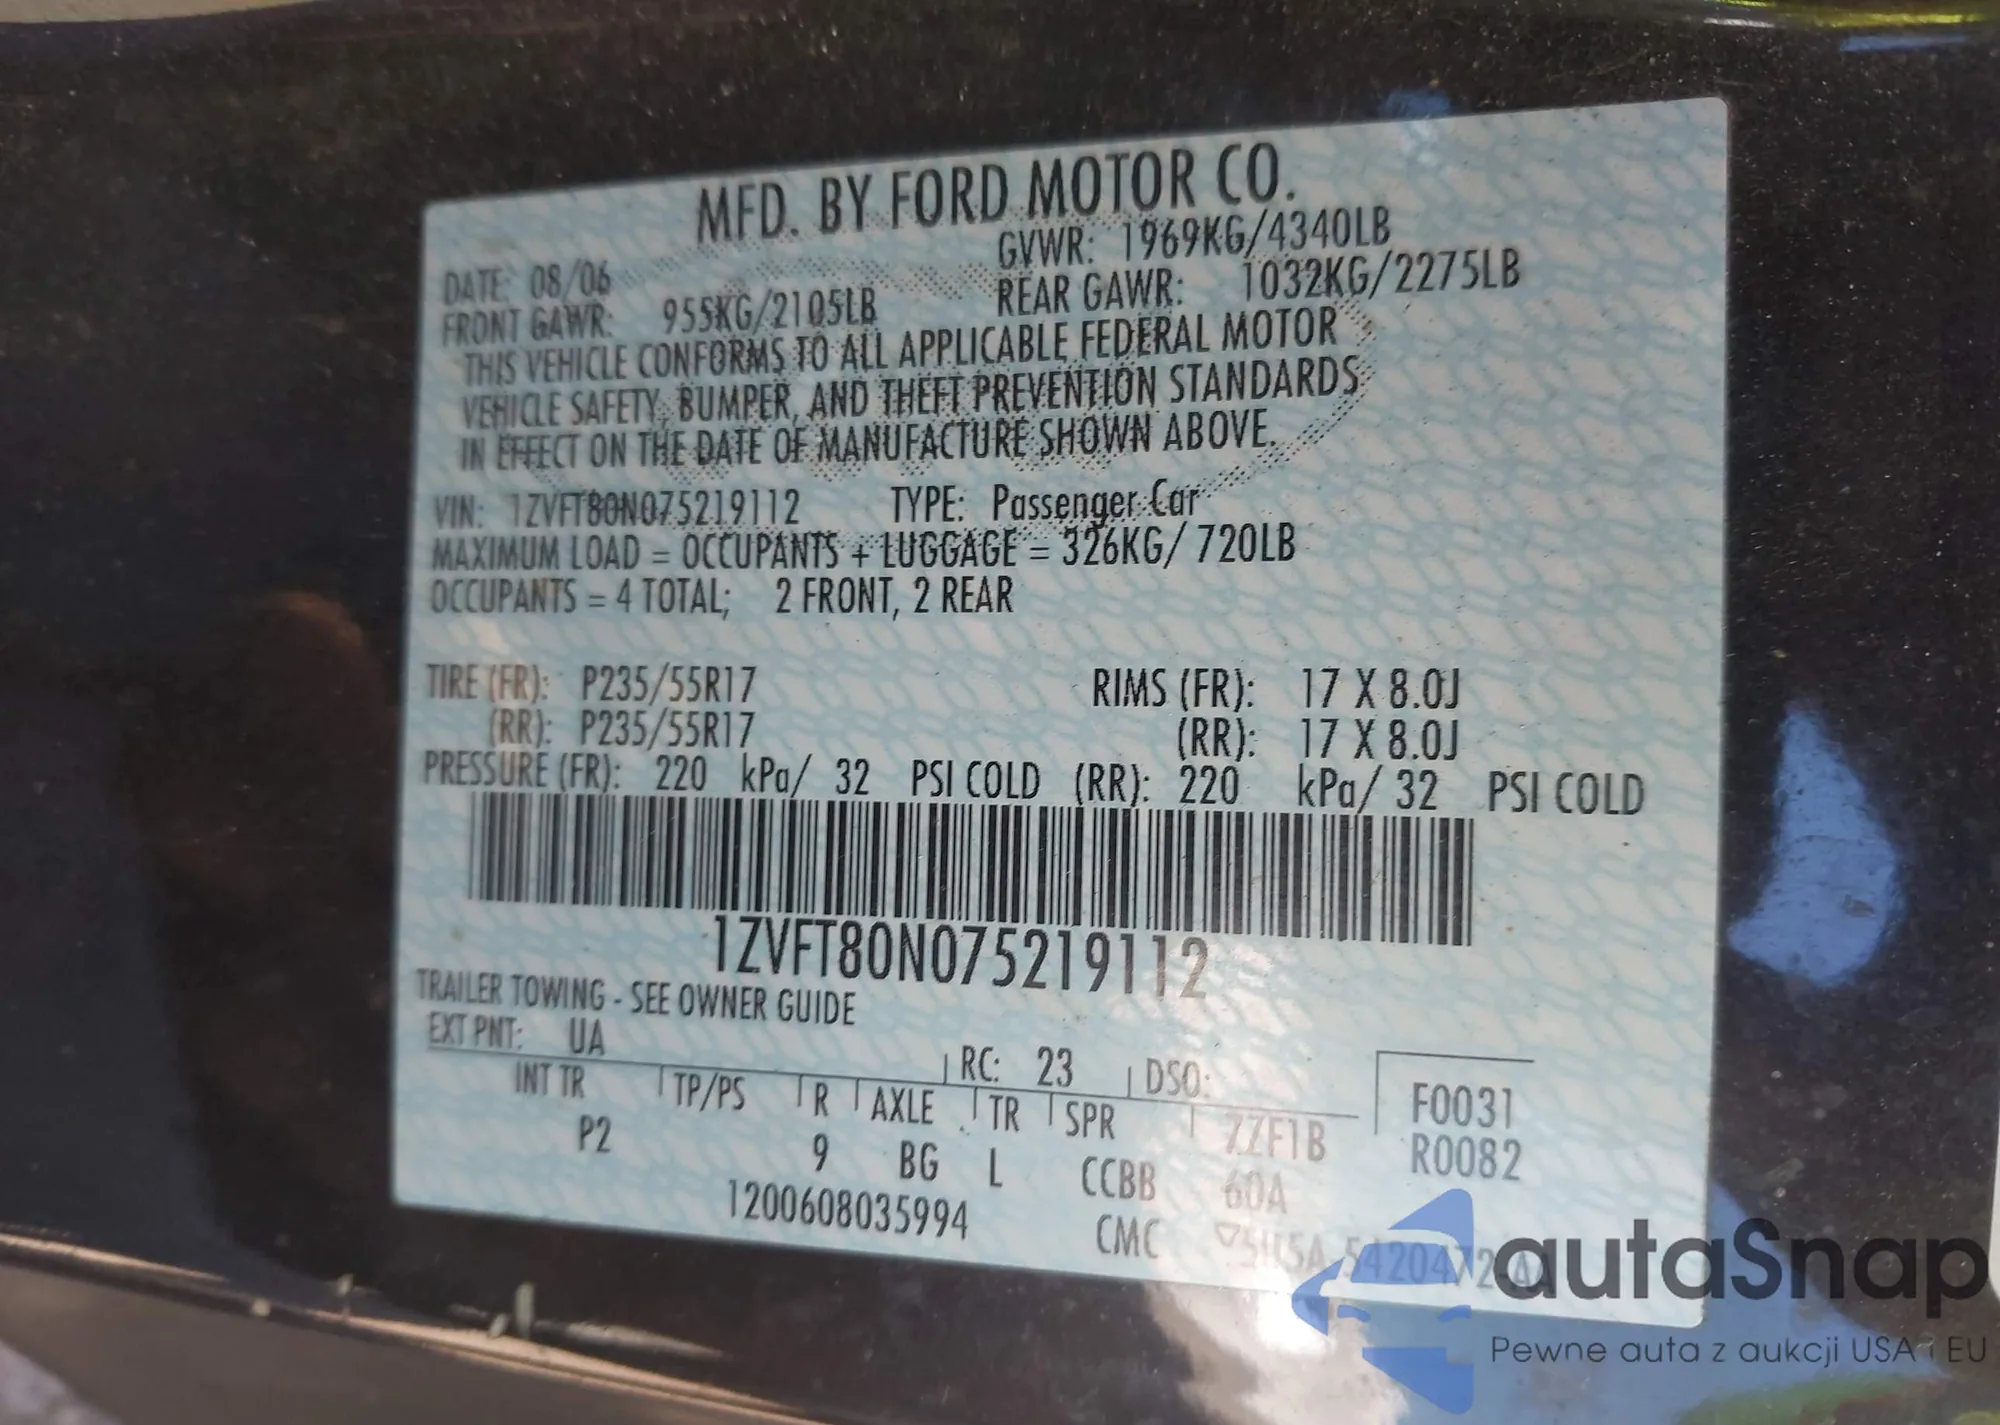 MFD. BY FORD MOTOR CO.
DATE: 08/06 GVWR: 1969KG/4340LB
FRONT GAWR: 955KG/2105LB REAR GAWR: 1032KG/2275LB
THIS VEHICLE CONFORMS TO ALL APPLICABLE FEDERAL MOTOR
VEHICLE SAFETY, BUMPER, AND THEFT PREVENTION STANDARDS
IN EFFECT ON THE DATE OF MANUFACTURE SHOWN ABOVE.
VIN: 1ZVFT80N075219112 TYPE: Passenger Car
MAXIMUM LOAD = OCCUPANTS + LUGGAGE = 326KG/ 720LB
OCCUPANTS = 4 TOTAL; 2 FRONT, 2 REAR
TIRE (FR): P235/55R17 RIMS (FR): 17 X 8.0J
(RR): P235/55R17 (RR): 17 X 8.0J
PRESSURE (FR): 220 kPa/ 32 PSI COLD (RR): 220 kPa/ 32 PSI COLD
1ZVFT80N075219112
TRAILER TOWING - SEE OWNER GUIDE
EXT PNT: UA RC: 23 DSO:
INT TR TP/PS R AXLE TR SPR ZZF1B F0031
P2 9 BG L CCBB 60A R0082
1200608035994 CMC
autaSnap
Pewne auta z aukcji USA i EU